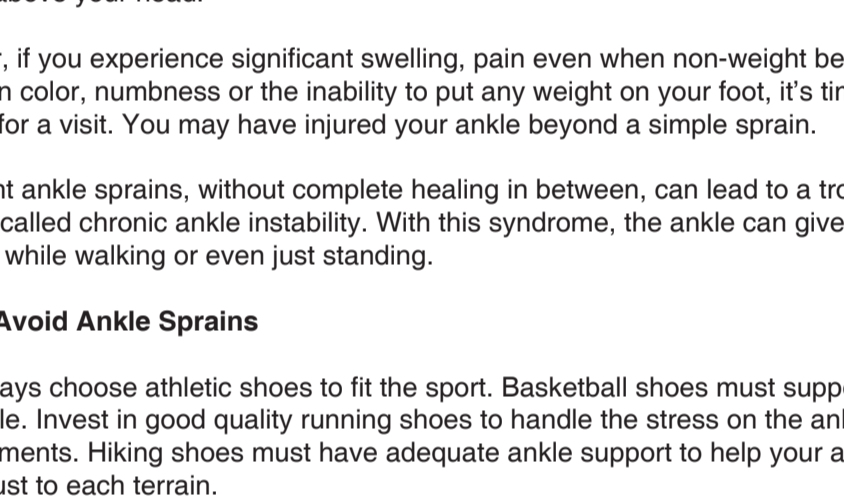 above your head.
, if you experience significant swelling, pain even when non-weight be
n color, numbness or the inability to put any weight on your foot, it's
for a visit. You may have injured your ankle beyond a simple sprain.
nt ankle sprains, without complete healing in between, can lead to a
called chronic ankle instability. With this syndrome, the ankle can give
while walking or even just standing.
Avoid Ankle Sprains
ays choose athletic shoes to fit the sport. Basketball shoes must supp
le. Invest in good quality running shoes to handle the stress on the
ments. Hiking shoes must have adequate ankle support to help your a
ust to each terrain.